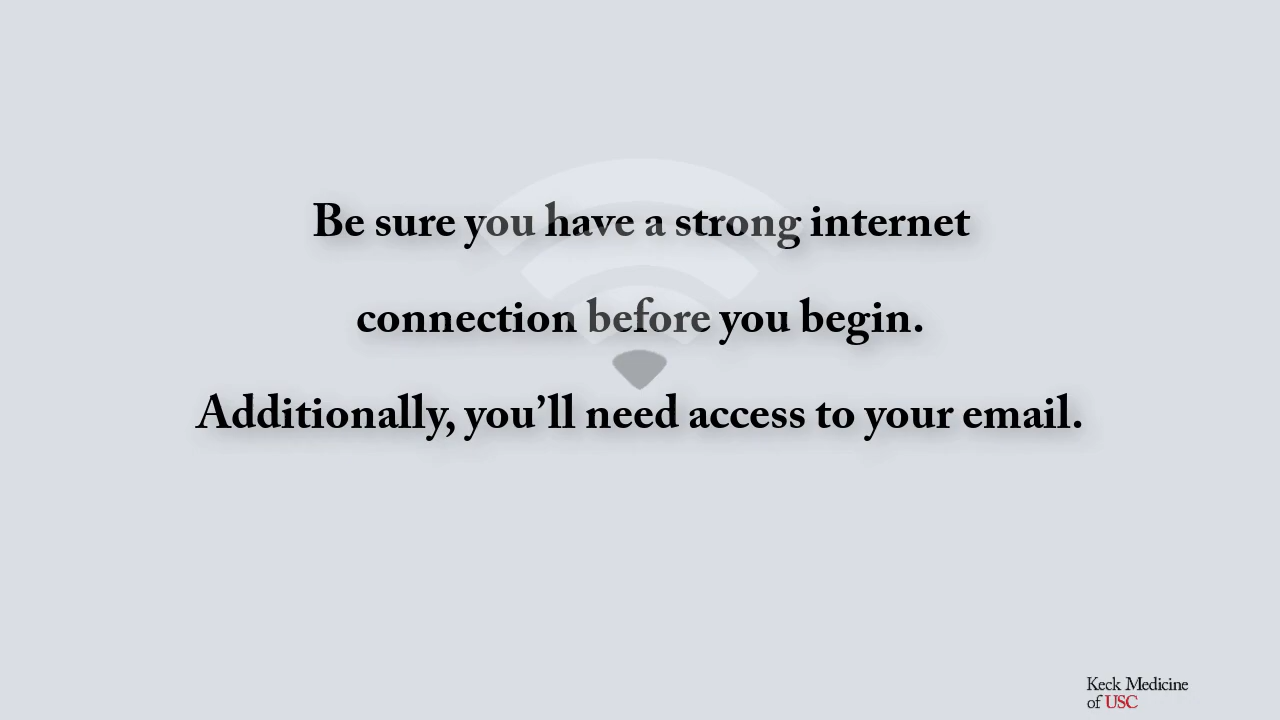 Be sure you have a strong internet
connection before you begin.
Additionally, you’ll need access to your email.
Keck Medicine
of USC